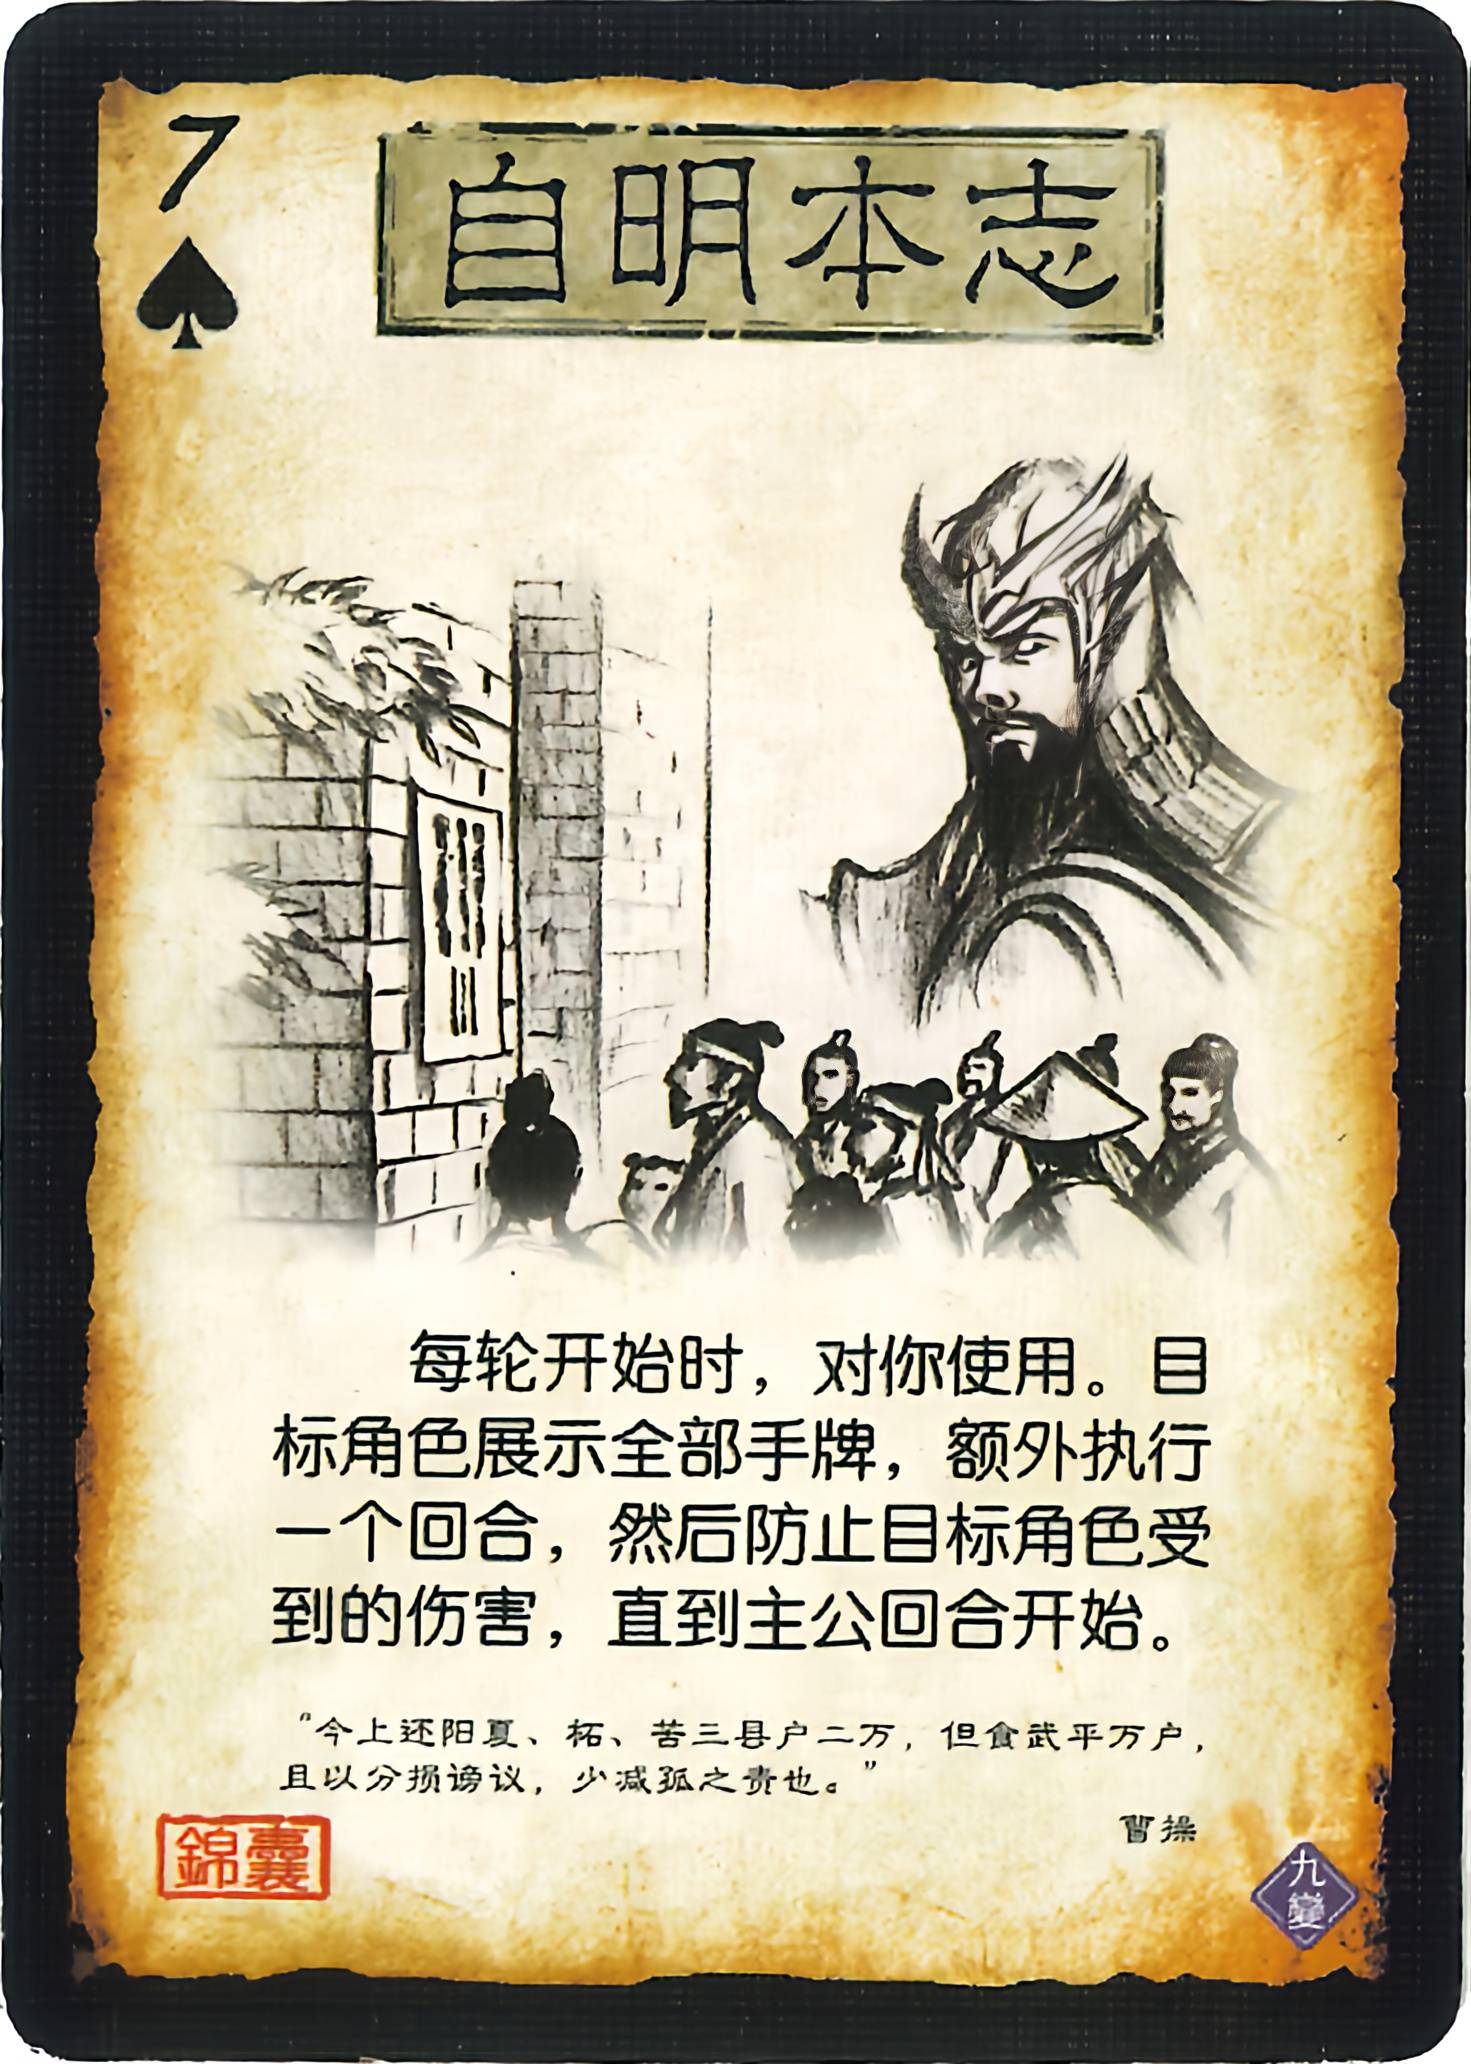 7
自明本志
每轮开始时，对你使用。目
标角色展示全部手牌，额外执行
一个回合，然后防止目标角色受
到的伤害，直到主公回合开始。
“今上还阳夏、柘、苦三县户二万，但食武平万户，
且以分损谤议，少减孤之责也。”
曹操
錦囊
九變